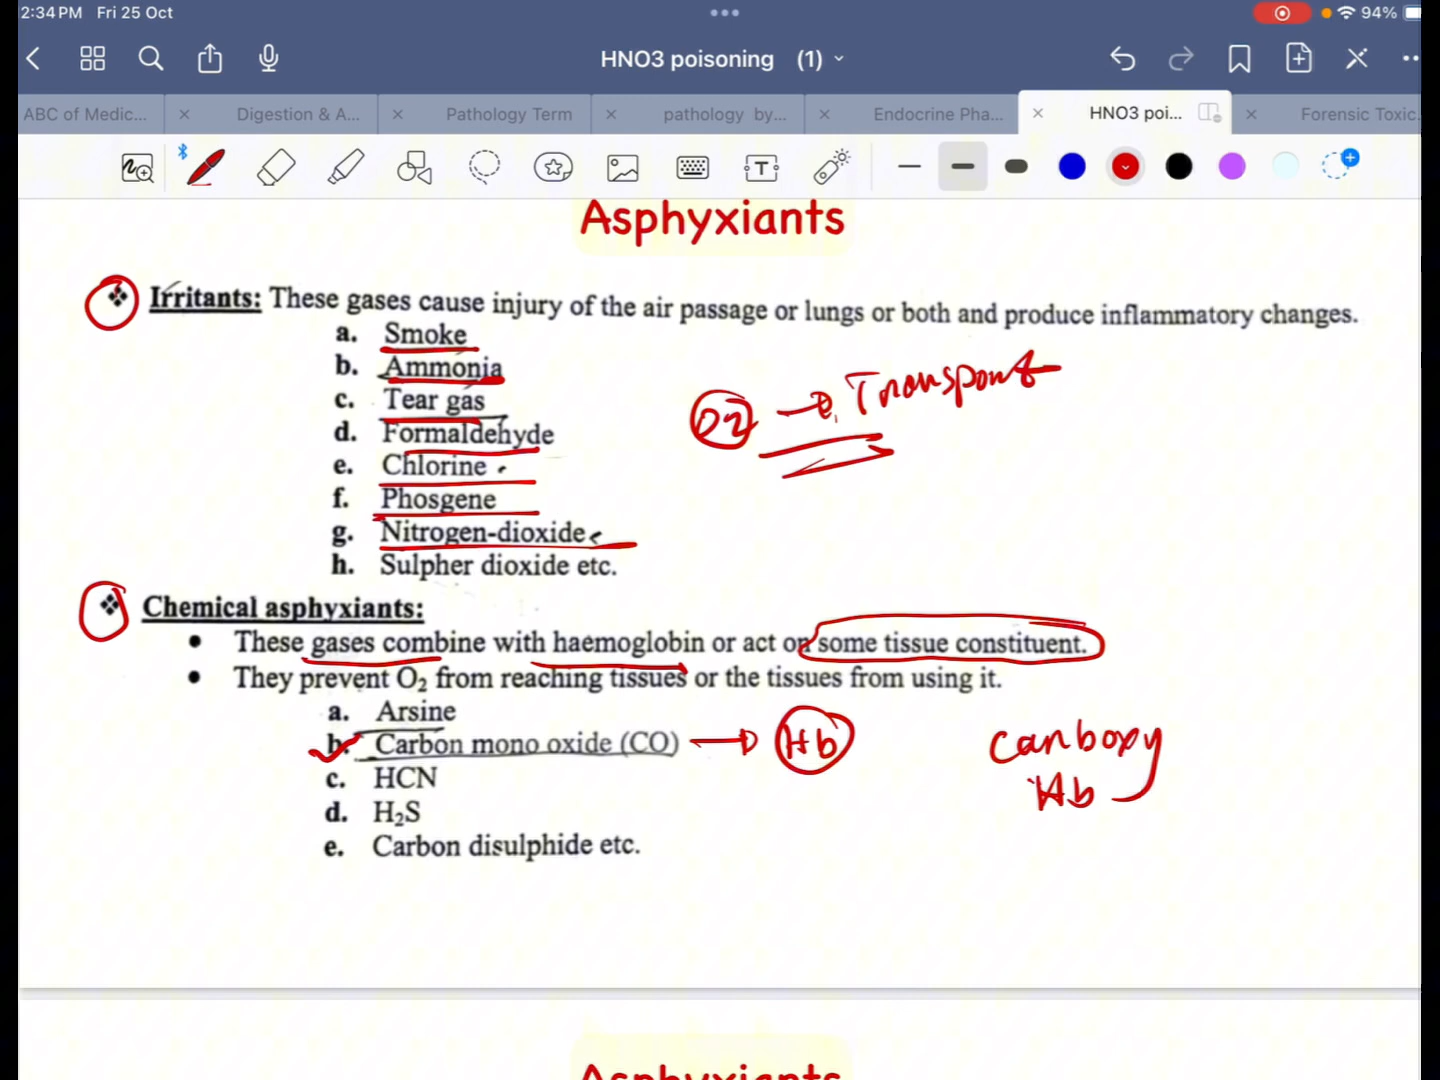 2:34 PM Fri 25 Oct
94%
HNO3 poisoning (1)
ABC of Medic...
Digestion & A...
Pathology Term
pathology by...
Endocrine Pha...
HNO3 poi...
Forensic Toxic.
Asphyxiants
❖ Irritants: These gases cause injury of the air passage or lungs or both and produce inflammatory changes.
a. Smoke
b. Ammonia
c. Tear gas
d. Formaldehyde
e. Chlorine
f. Phosgene
g. Nitrogen-dioxide
h. Sulpher dioxide etc.
O2 → Transport
❖ Chemical asphyxiants:
• These gases combine with haemoglobin or act on some tissue constituent.
• They prevent O₂ from reaching tissues or the tissues from using it.
a. Arsine
b. Carbon mono oxide (CO) → Hb
c. HCN
d. H₂S
e. Carbon disulphide etc.
Carboxy
Hb
Asphyxiants